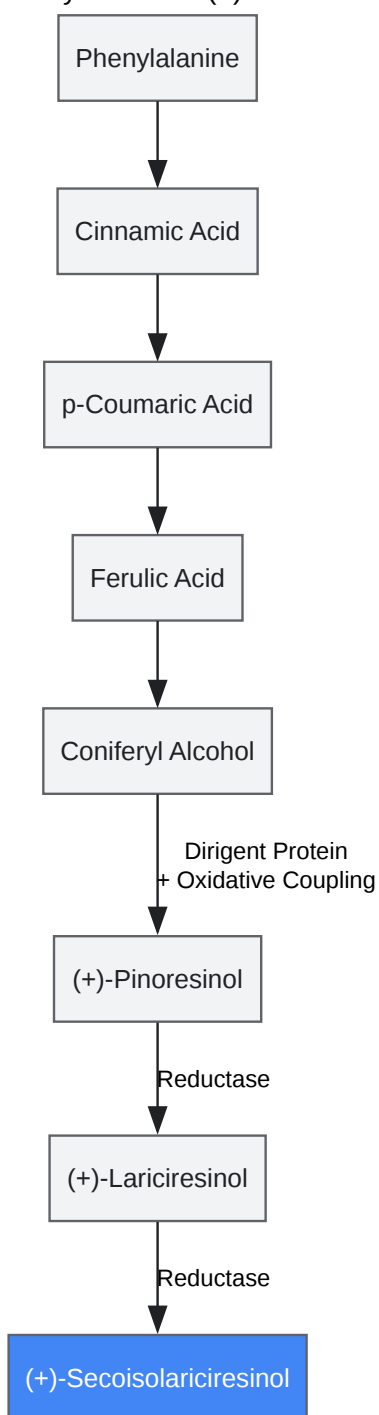 Phenylalanine
Cinnamic Acid
p-Coumaric Acid
Ferulic Acid
Coniferyl Alcohol
Dirigent Protein
+ Oxidative Coupling
(+)-Pinoresinol
Reductase
(+)-Lariciresinol
Reductase
(+)-Secoisolariciresinol